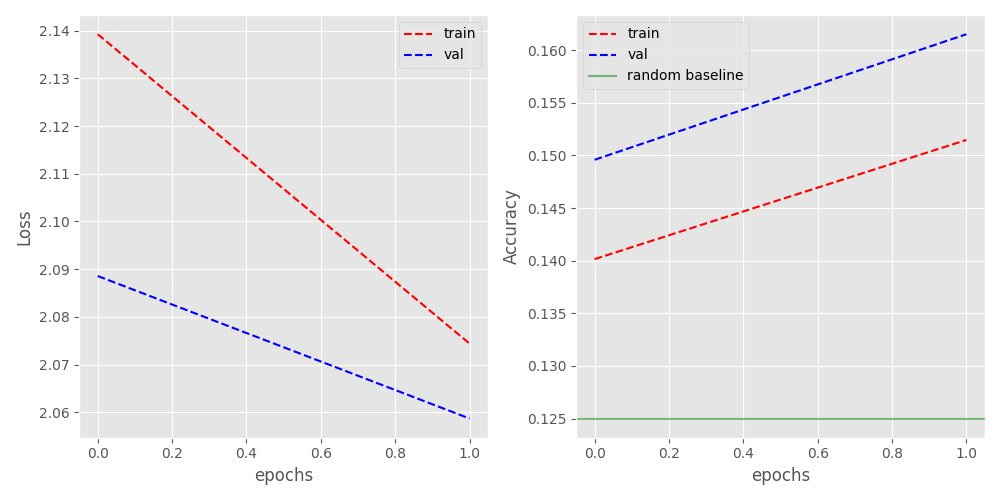 2.14
2.13
2.12
2.11
2.10
2.09
2.08
2.07
2.06
Loss
0.0 0.2 0.4 0.6 0.8 1.0
epochs
train
val
0.160
0.155
0.150
0.145
0.140
0.135
0.130
0.125
Accuracy
0.0 0.2 0.4 0.6 0.8 1.0
epochs
train
val
random baseline